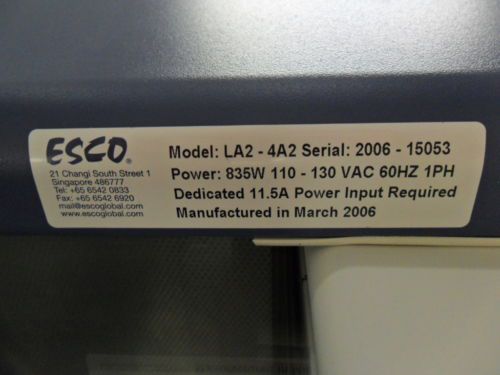 ESCO®
21 Changi South Street 1
Singapore 486777
Tel: +65 6542 0833
Fax: +65 6542 6920
mail@escoglobal.com
www.escoglobal.com
Model: LA2 - 4A2 Serial: 2006 - 15053
Power: 835W 110 - 130 VAC 60HZ 1PH
Dedicated 11.5A Power Input Required
Manufactured in March 2006